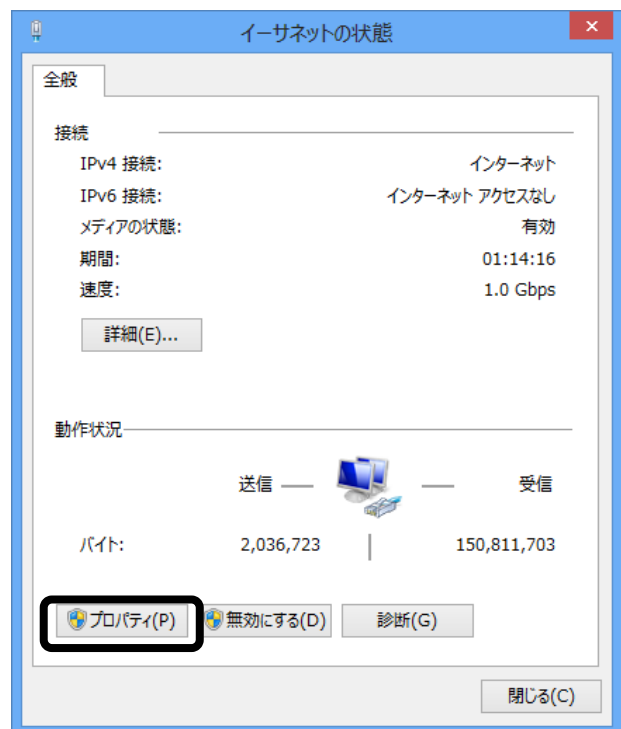 イーサネットの状態
全般
接続
IPv4 接続: インターネット
IPv6 接続: インターネット アクセスなし
メディアの状態: 有効
期間: 01:14:16
速度: 1.0 Gbps
詳細(E)...
動作状況
送信 受信
バイト: 2,036,723 150,811,703
プロパティ(P) 無効にする(D) 診断(G)
閉じる(C)